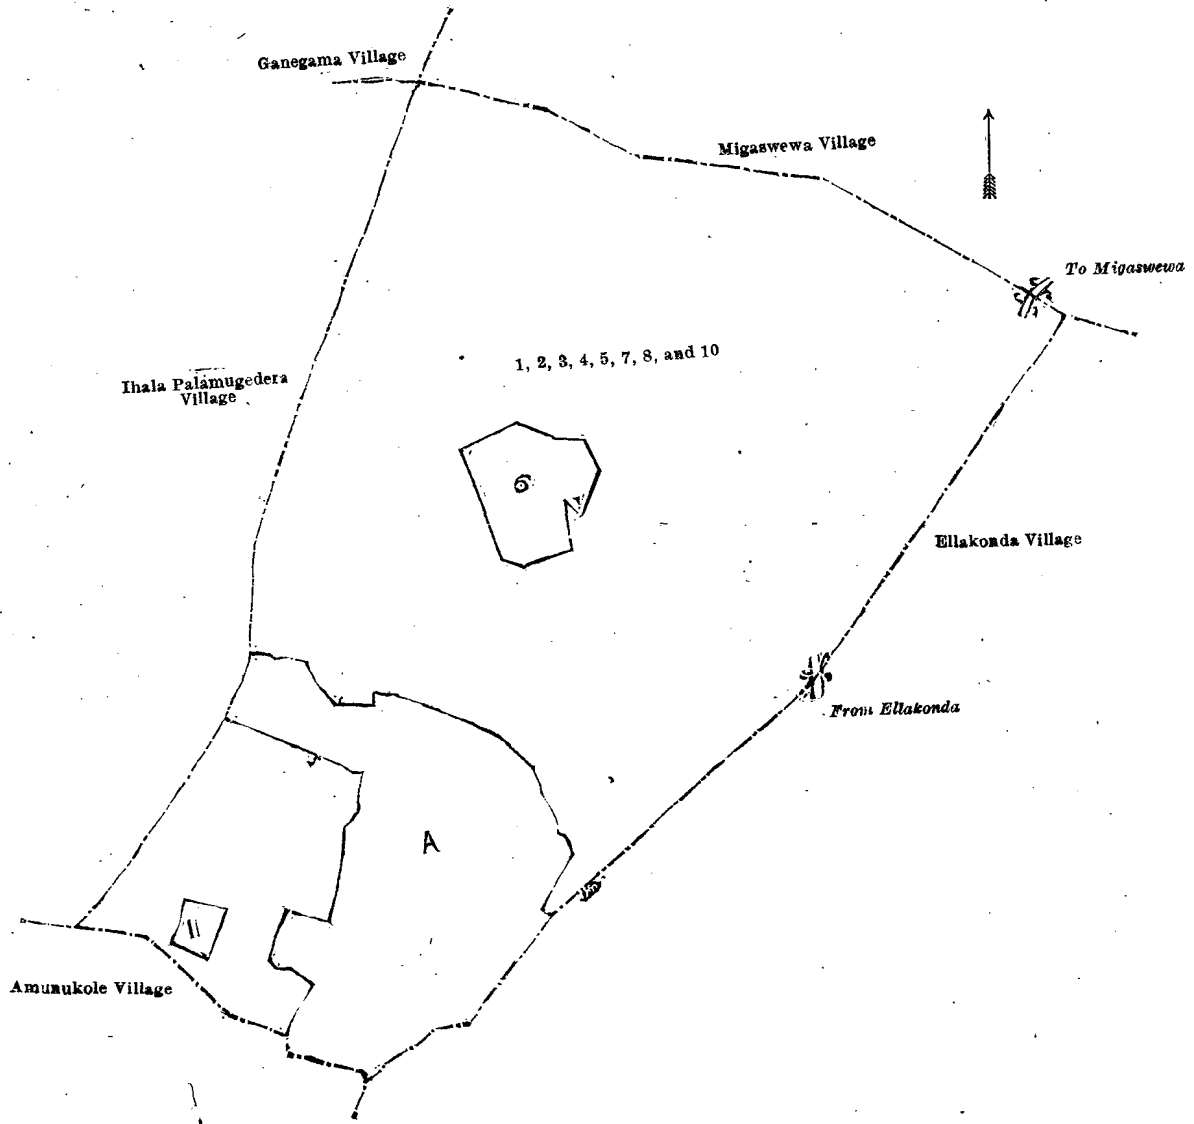 Ganegama Village
Migaswewa Village
To Migaswewa
1, 2, 3, 4, 5, 7, 8, and 10
Ihala Palamugedera
Village
6
Ellakonda Village
From Ellakonda
A
11
Amunukole Village